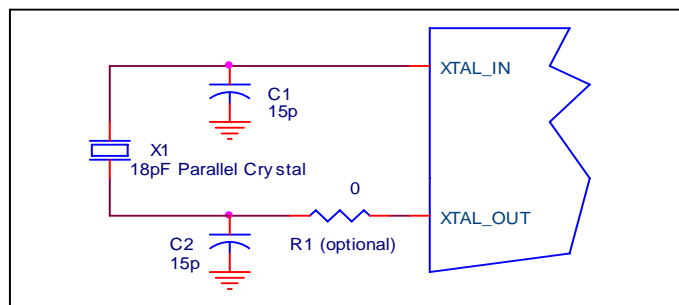 XTAL_IN
C1
15p
X1
18pF Parallel Crystal
0
XTAL_OUT
C2
15p
R1 (optional)